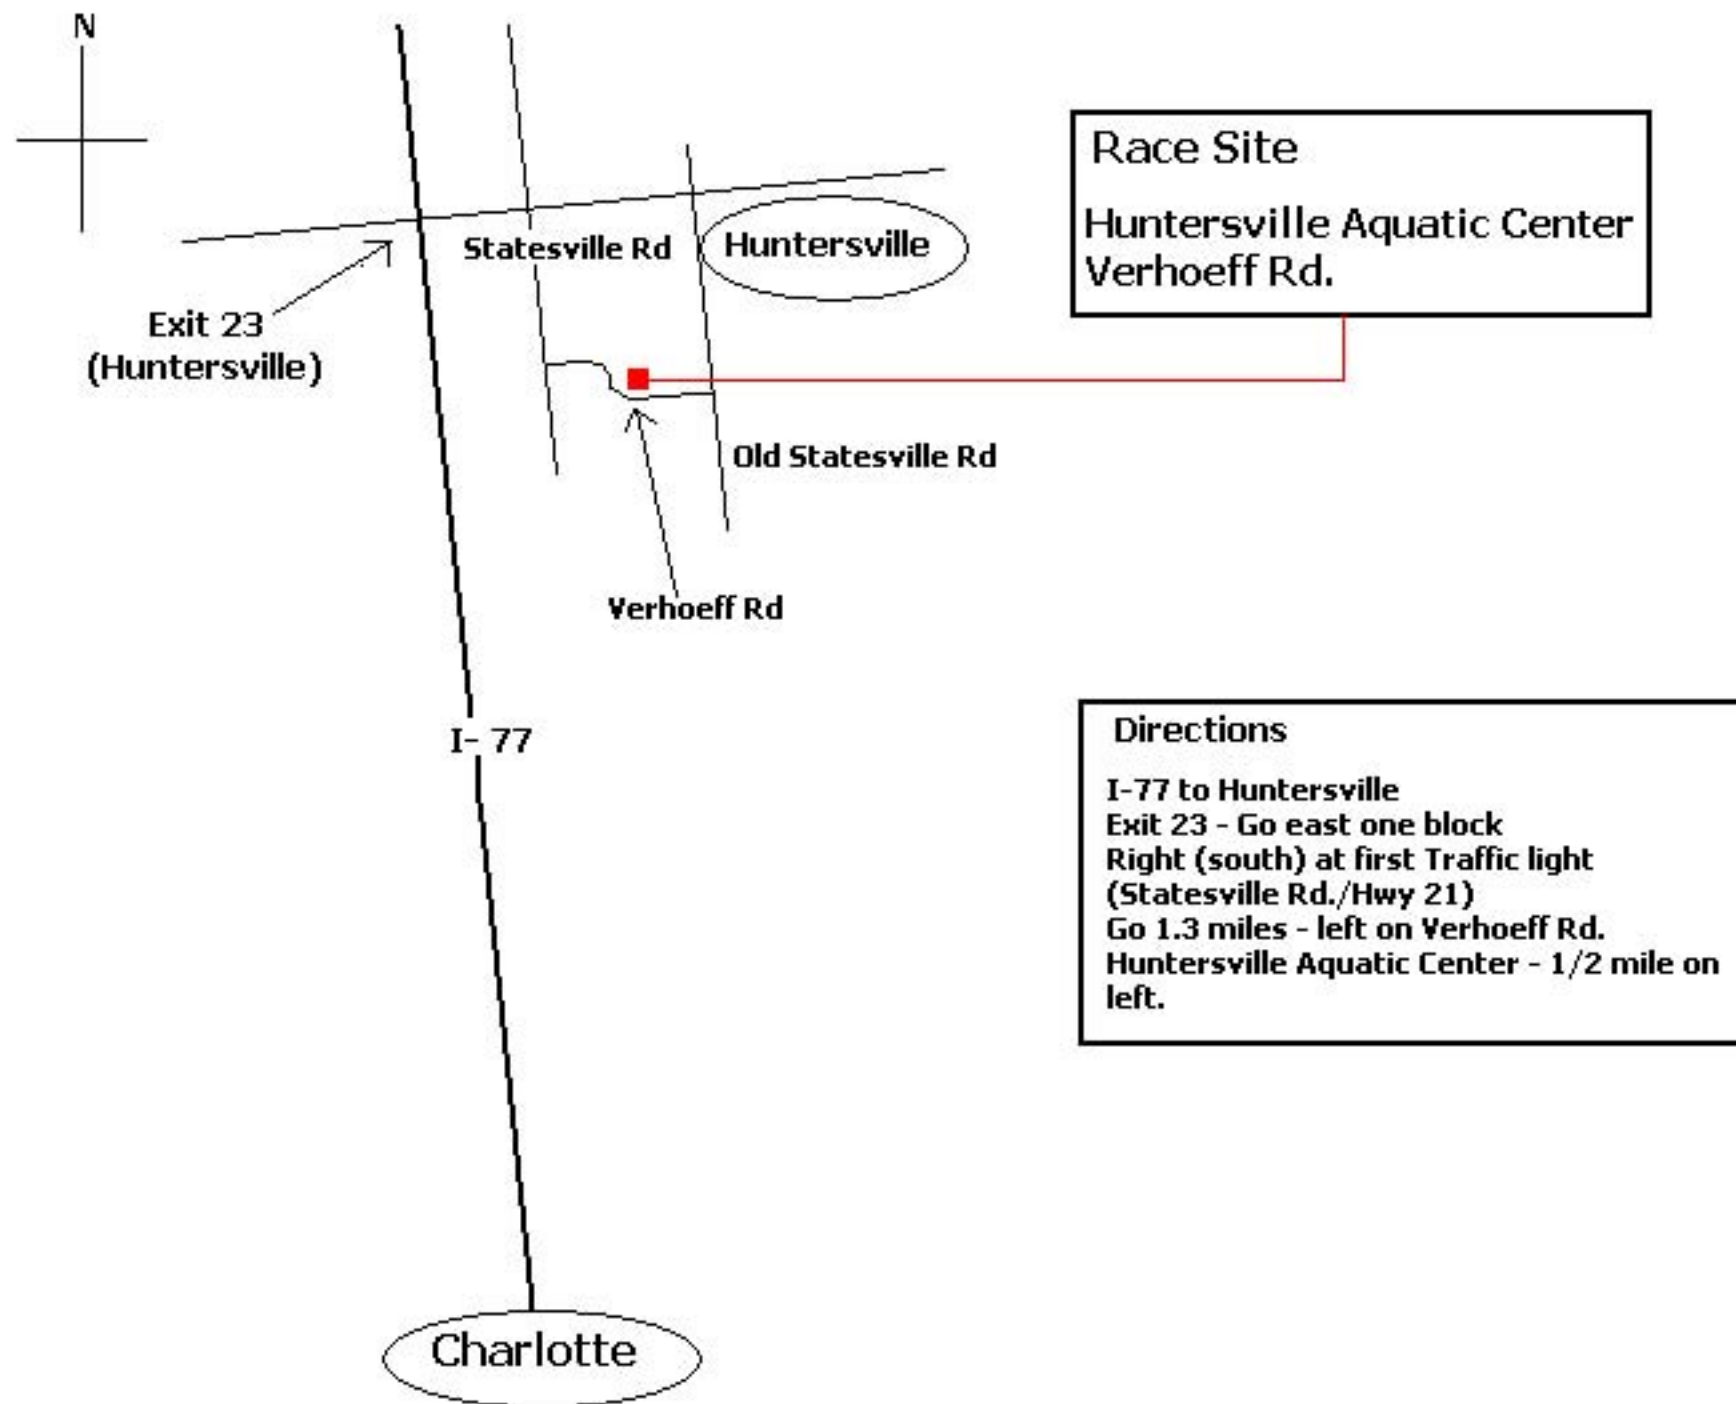 N
Race Site
Huntersville Aquatic Center
Verhoeff Rd.
Statesville Rd
Huntersville
Exit 23
(Huntersville)
Old Statesville Rd
Verhoeff Rd
I- 77
Directions
I-77 to Huntersville
Exit 23 - Go east one block
Right (south) at first Traffic light
(Statesville Rd./Hwy 21)
Go 1.3 miles - left on Verhoeff Rd.
Huntersville Aquatic Center - 1/2 mile on
left.
Charlotte